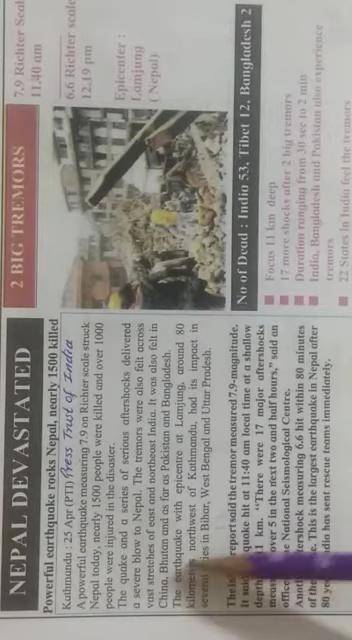 NEPAL DEVASTATED
Powerful earthquake rocks Nepal, nearly 1500 killed
Kathmandu : 25 Apr (PTI) Press Trust of India
A powerful earthquake measuring 7.9 on Richter scale struck
Nepal today, nearly 1500 people were killed and over 1000
people were injured in the disaster.
The quake and a series of serious aftershocks delivered
a severe blow to Nepal. The tremors were also felt across
vast stretches of east and northeast India. It was also felt in
China, Bhutan and as far as Pakistan and Bangladesh.
The earthquake with epicentre at Lamjung, around 80
northwest of Kathmandu, had its impact in
in Bihar, West Bengal and Uttar Pradesh.
report said the tremor measured 7.9-magnitude.
quake hit at 11:40 am local time at a shallow
11 km. "There were 17 major aftershocks
over 5 in the next two and half hours," said an
National Seismological Centre.
measuring 6.6 hit within 80 minutes
This is the largest earthquake in Nepal after
80 has sent rescue teams immediately.
2 BIG TREMORS
7.9 Richter Scal
11.40 am
6.6 Richter scale
12.19 pm
Epicenter :
Lamjung
(Nepal)
No of Dead : India 53, Tibet 12, Bangladesh 2
Focus 11 km deep
17 more shocks after 2 big tremors
Duration ranging from 30 sec to 2 min
India, Bangladesh and Pakistan also experience
tremors
22 States in India feel the tremors